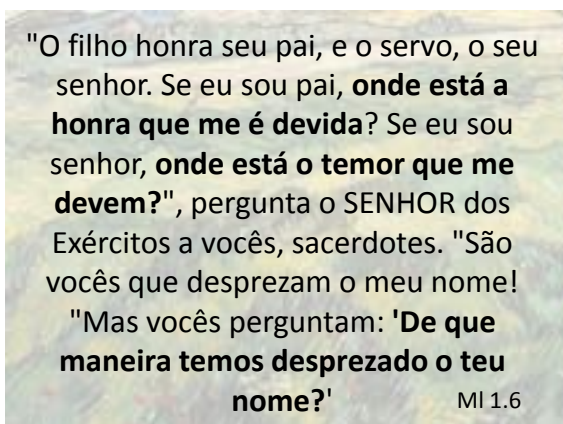 "O filho honra seu pai, e o servo, o seu
senhor. Se eu sou pai, onde está a
honra que me é devida? Se eu sou
senhor, onde está o temor que me
devem?", pergunta o SENHOR dos
Exércitos a vocês, sacerdotes. "São
vocês que desprezam o meu nome!
"Mas vocês perguntam: 'De que
maneira temos desprezado o teu
nome?' Ml 1.6